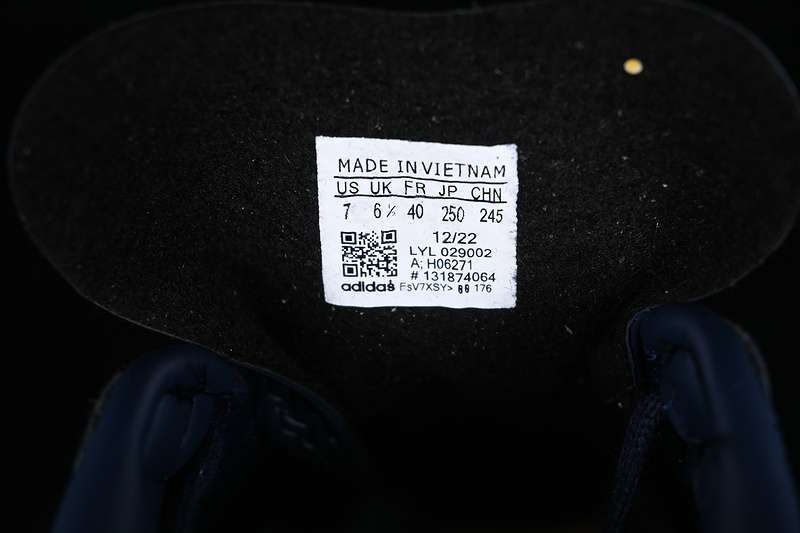 MADE IN VIETNAM
US UK FR JP CHN
7 6½ 40 250 245
12/22
LYL 029002
A; H06271
# 131874064
adidas FsV7XSY> 176